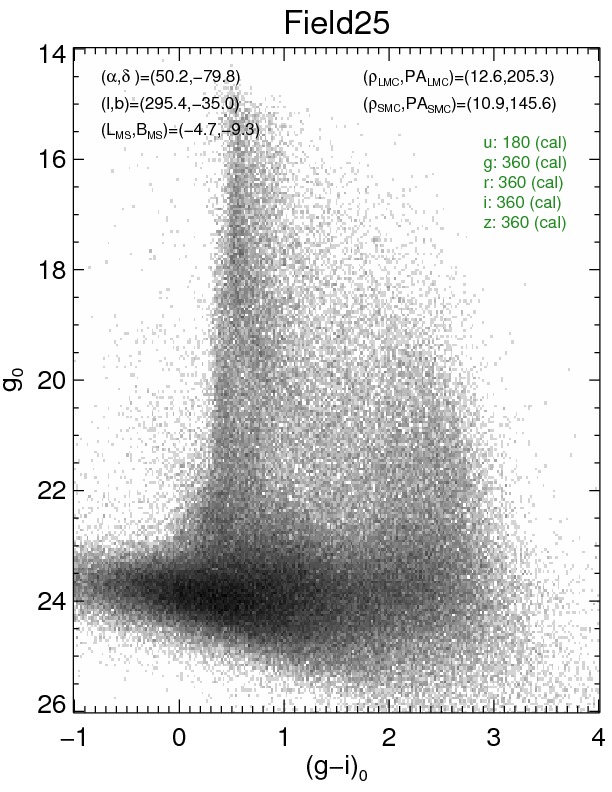 Field25
(α,δ )=(50.2,−79.8)
(ρLMC,PALMC)=(12.6,205.3)
(l,b)=(295.4,−35.0)
(ρSMC,PASMC)=(10.9,145.6)
(LMS,BMS)=(−4.7,−9.3)
u: 180 (cal)
g: 360 (cal)
r: 360 (cal)
i: 360 (cal)
z: 360 (cal)
14
16
18
20
22
24
26
g0
−1 0 1 2 3 4
(g−i)0